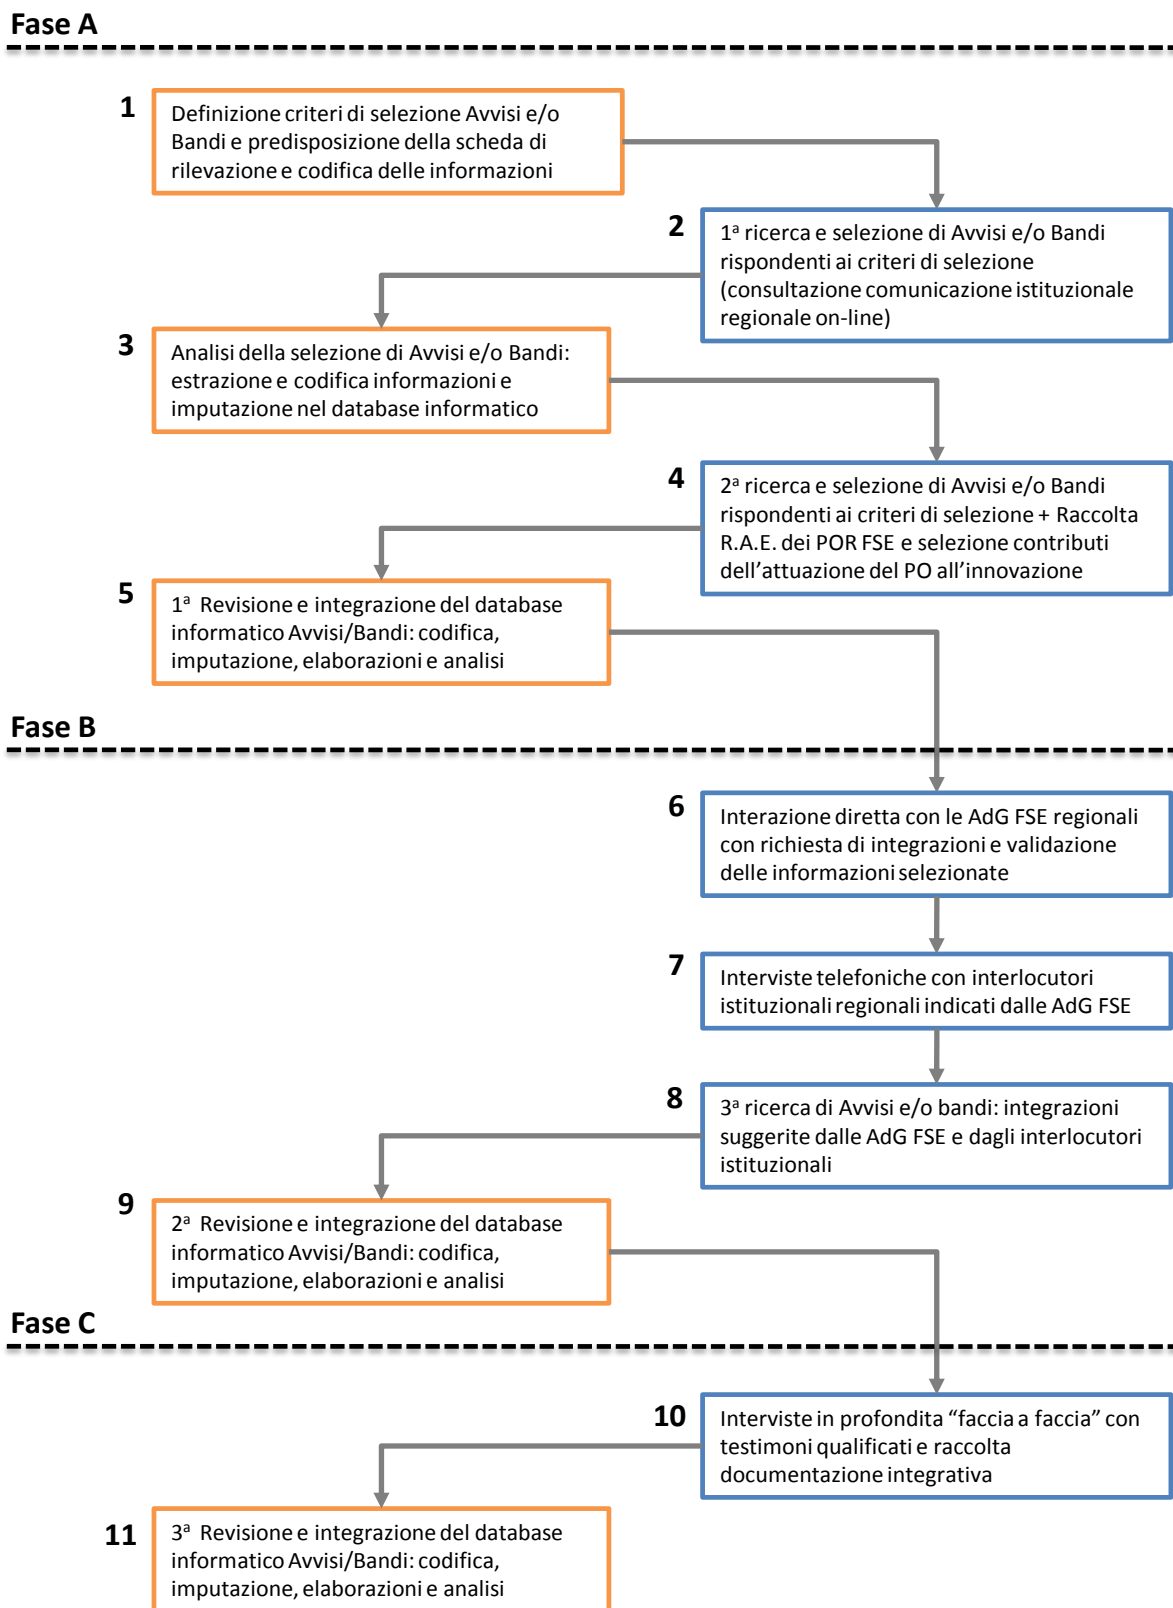 Fase A
1
Definizione criteri di selezione Avvisi e/o
Bandi e predisposizione della scheda di
rilevazione e codifica delle informazioni
2
1ª ricerca e selezione di Avvisi e/o Bandi
rispondenti ai criteri di selezione
(consultazione comunicazione istituzionale
regionale on-line)
3
Analisi della selezione di Avvisi e/o Bandi:
estrazione e codifica informazioni e
imputazione nel database informatico
4
2ª ricerca e selezione di Avvisi e/o Bandi
rispondenti ai criteri di selezione + Raccolta
R.A.E. dei POR FSE e selezione contributi
dell’attuazione del PO all’innovazione
5
1ª Revisione e integrazione del database
informatico Avvisi/Bandi: codifica,
imputazione, elaborazioni e analisi
Fase B
6
Interazione diretta con le AdG FSE regionali
con richiesta di integrazioni e validazione
delle informazioni selezionate
7
Interviste telefoniche con interlocutori
istituzionali regionali indicati dalle AdG FSE
8
3ª ricerca di Avvisi e/o bandi: integrazioni
suggerite dalle AdG FSE e dagli interlocutori
istituzionali
9
2ª Revisione e integrazione del database
informatico Avvisi/Bandi: codifica,
imputazione, elaborazioni e analisi
Fase C
10
Interviste in profondita “faccia a faccia” con
testimoni qualificati e raccolta
documentazione integrativa
11
3ª Revisione e integrazione del database
informatico Avvisi/Bandi: codifica,
imputazione, elaborazioni e analisi